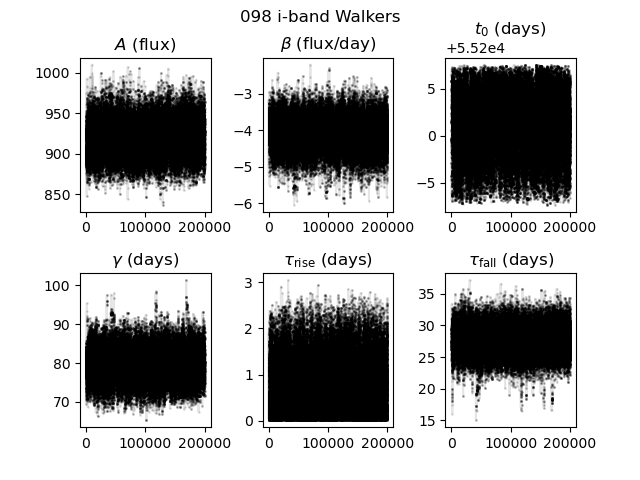 098 i-band Walkers
A (flux)
β (flux/day)
t₀ (days)
+5.52e4
1000
950
900
850
0 100000 200000
−3
−4
−5
−6
0 100000 200000
5
0
−5
0 100000 200000
γ (days)
τrise (days)
τfall (days)
100
90
80
70
0 100000 200000
3
2
1
0
0 100000 200000
35
30
25
20
15
0 100000 200000